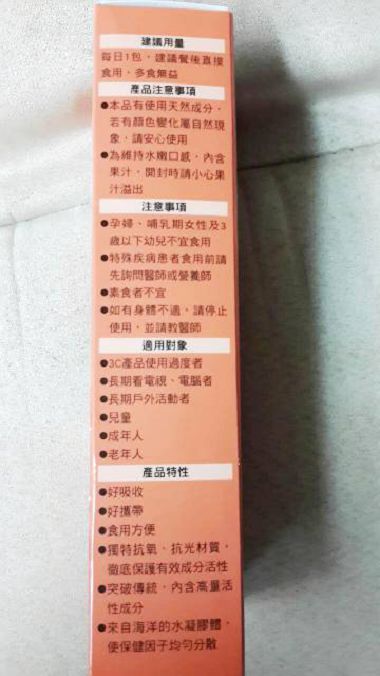 建議用量
每日1包，建議餐後直接
食用，多食無益
產品注意事項
●本品有使用天然成分，
若有顏色變化屬自然現
象，請安心使用
●為維持水嫩口感，內含
果汁，開封時請小心果
汁溢出
注意事項
●孕婦、哺乳期女性及3
歲以下幼兒不宜食用
●特殊疾病患者食用前請
先詢問醫師或營養師
●素食者不宜
●如有身體不適，請停止
使用，並請教醫師
適用對象
●3C產品使用過度者
●長期看電視、電腦者
●長期戶外活動者
●兒童
●成年人
●老年人
產品特性
●好吸收
●好攜帶
●食用方便
●獨特抗氧、抗光材質，
徹底保護有效成分活性
●突破傳統，內含高量活
性成分
●來自海洋的水凝膠體，
使保健因子均勻分散